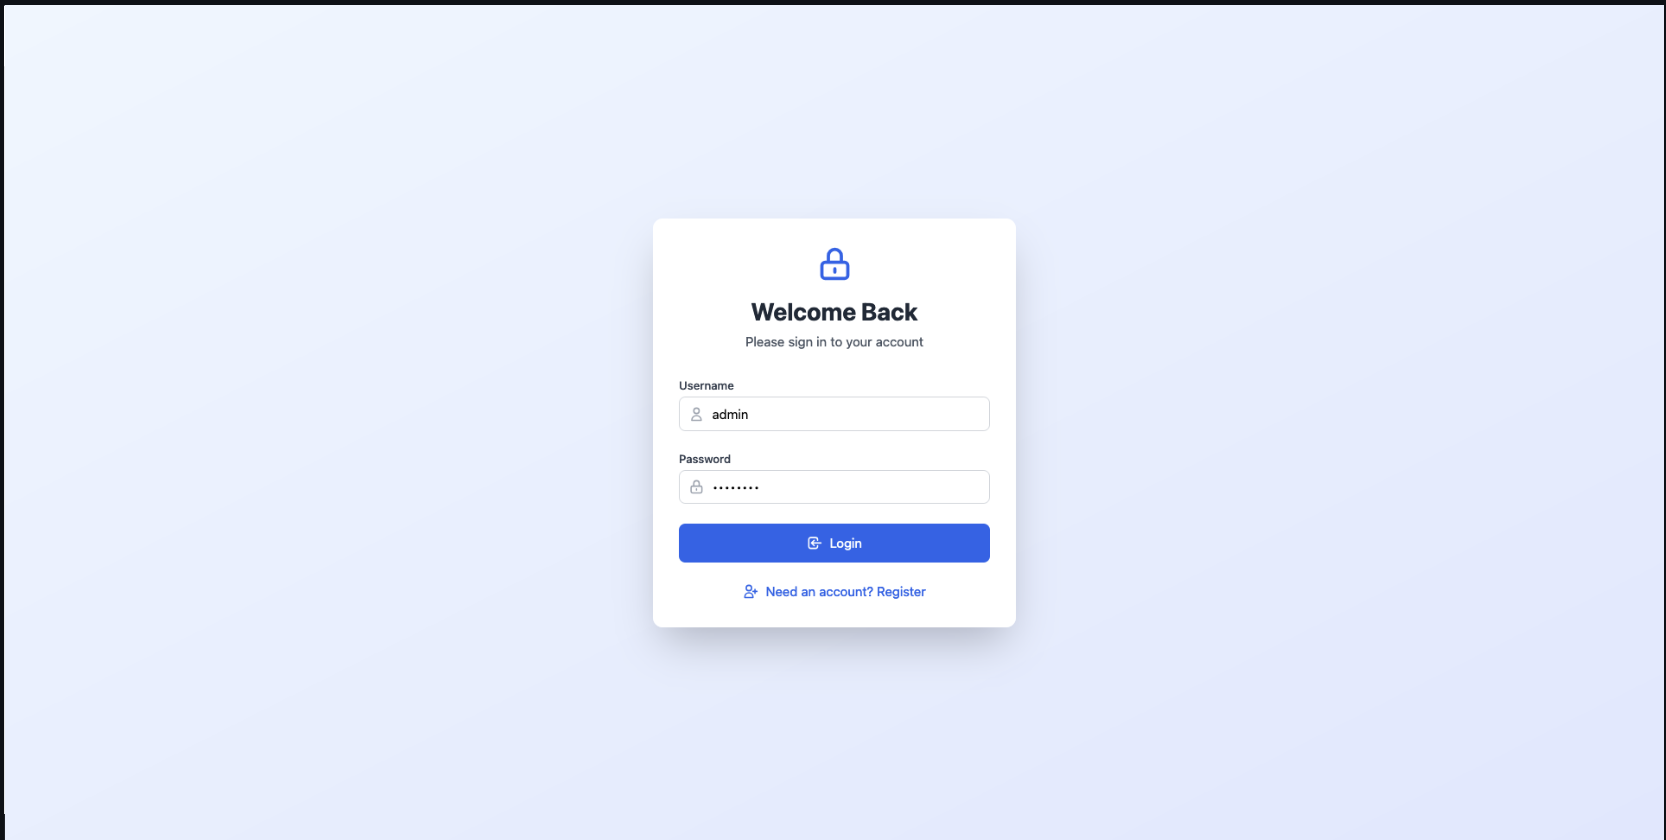 Welcome Back
Please sign in to your account
Username
admin
Password
••••••••
Login
Need an account? Register